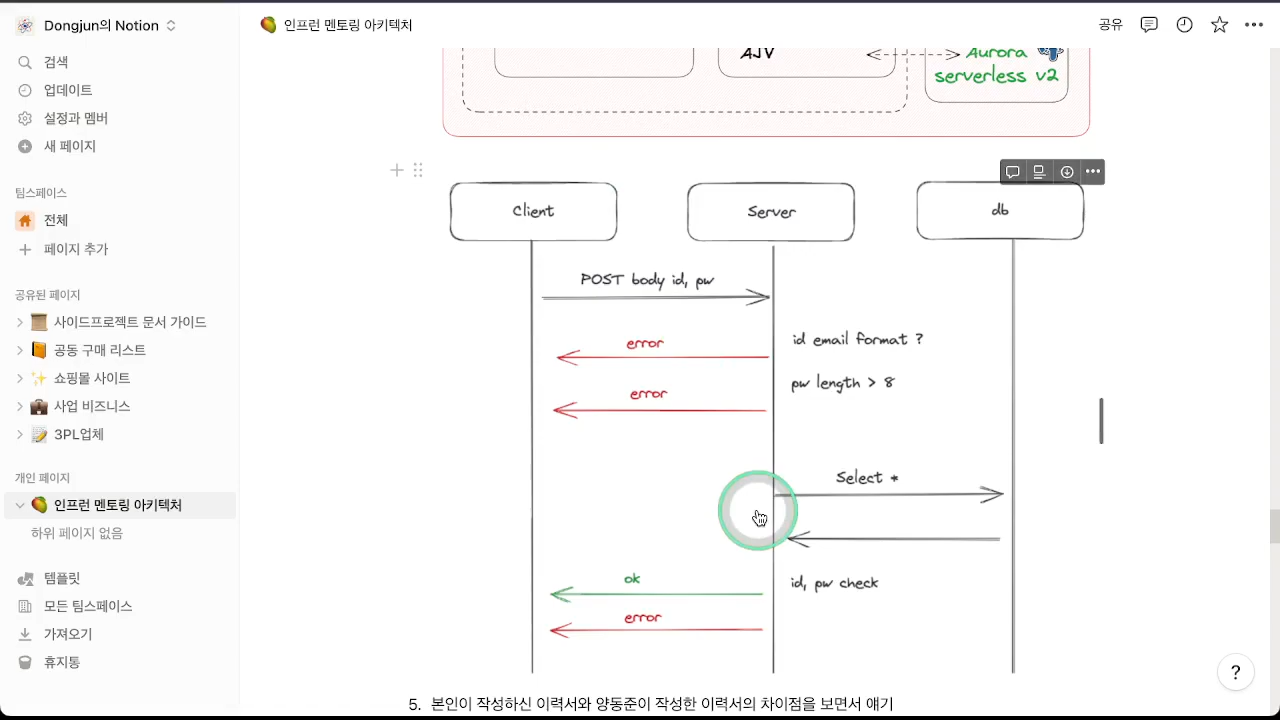 Dongjun의 Notion
검색
업데이트
설정과 멤버
새 페이지
팀스페이스
전체
페이지 추가
공유된 페이지
사이드프로젝트 문서 가이드
공동 구매 리스트
쇼핑몰 사이트
사업 비즈니스
3PL업체
개인 페이지
인프런 멘토링 아키텍처
하위 페이지 없음
템플릿
모든 팀스페이스
가져오기
휴지통
인프런 멘토링 아키텍처
공유
AJV
Aurora
serverless v2
Client
Server
db
POST body id, pw
error
id email format ?
error
pw length > 8
Select *
ok
id, pw check
error
5. 본인이 작성하신 이력서와 양동준이 작성한 이력서의 차이점을 보면서 얘기
?